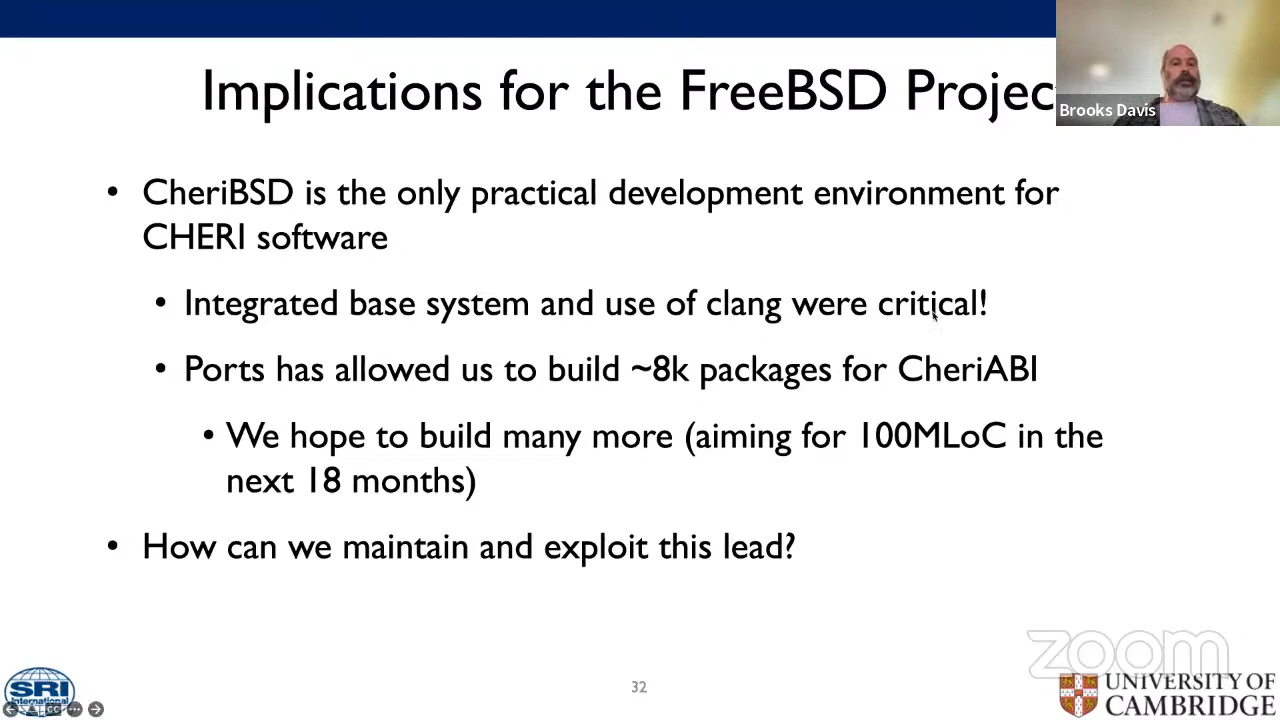 Implications for the FreeBSD Projec
Brooks Davis
• CheriBSD is the only practical development environment for
CHERI software
• Integrated base system and use of clang were critical!
• Ports has allowed us to build ~8k packages for CheriABI
• We hope to build many more (aiming for 100MLoC in the
next 18 months)
• How can we maintain and exploit this lead?
zoom
SRI
International
32
UNIVERSITY OF
CAMBRIDGE